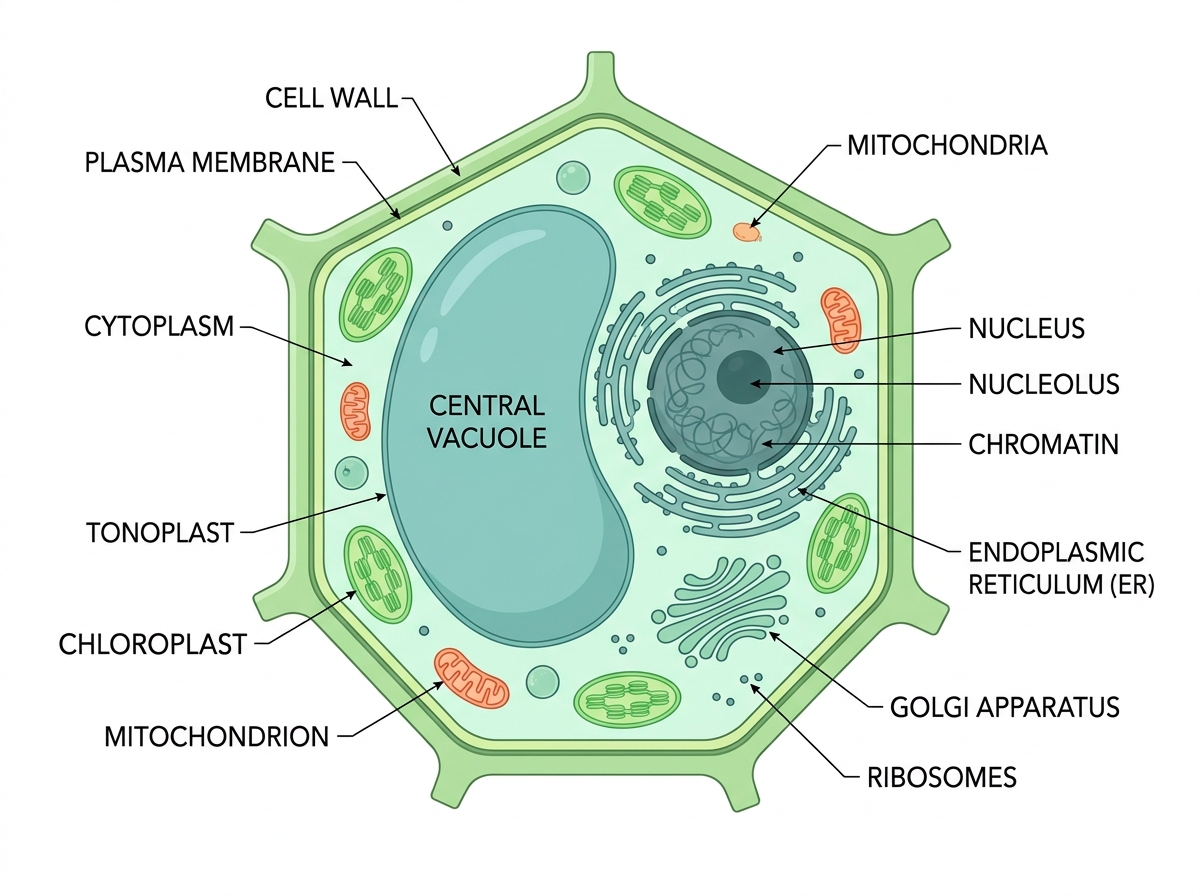 CELL WALL
PLASMA MEMBRANE
CYTOPLASM
TONOPLAST
CHLOROPLAST
MITOCHONDRION
CENTRAL
VACUOLE
MITOCHONDRIA
NUCLEUS
NUCLEOLUS
CHROMATIN
ENDOPLASMIC
RETICULUM (ER)
GOLGI APPARATUS
RIBOSOMES